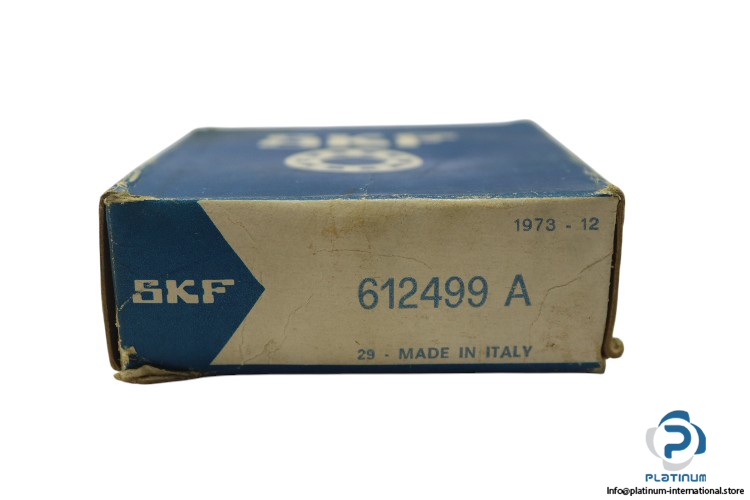 SKF
1973 - 12
SKF
612499 A
29 - MADE IN ITALY
PLATINUM
Info@platinum-international.store